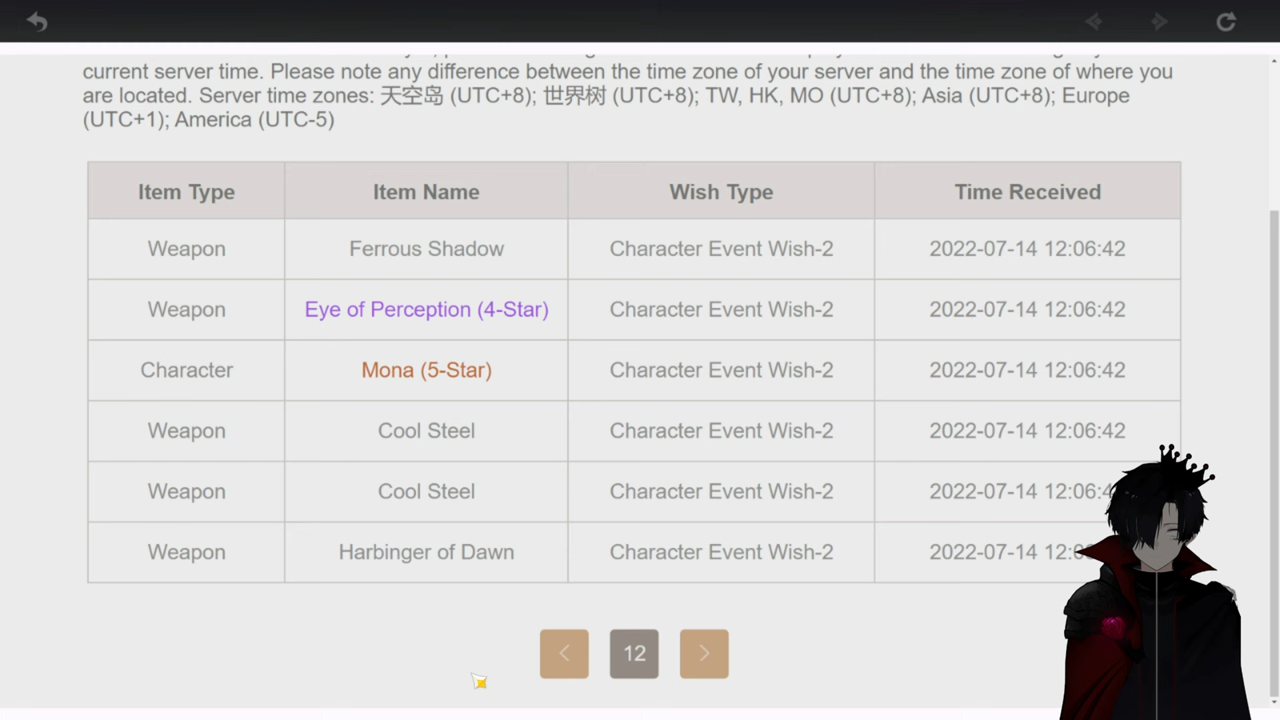 current server time. Please note any difference between the time zone of your server and the time zone of where you
are located. Server time zones: 天空岛 (UTC+8); 世界树 (UTC+8); TW, HK, MO (UTC+8); Asia (UTC+8); Europe
(UTC+1); America (UTC-5)
Item Type Item Name Wish Type Time Received
Weapon Ferrous Shadow Character Event Wish-2 2022-07-14 12:06:42
Weapon Eye of Perception (4-Star) Character Event Wish-2 2022-07-14 12:06:42
Character Mona (5-Star) Character Event Wish-2 2022-07-14 12:06:42
Weapon Cool Steel Character Event Wish-2 2022-07-14 12:06:42
Weapon Cool Steel Character Event Wish-2 2022-07-14
Weapon Harbinger of Dawn Character Event Wish-2 2022-07-14
12